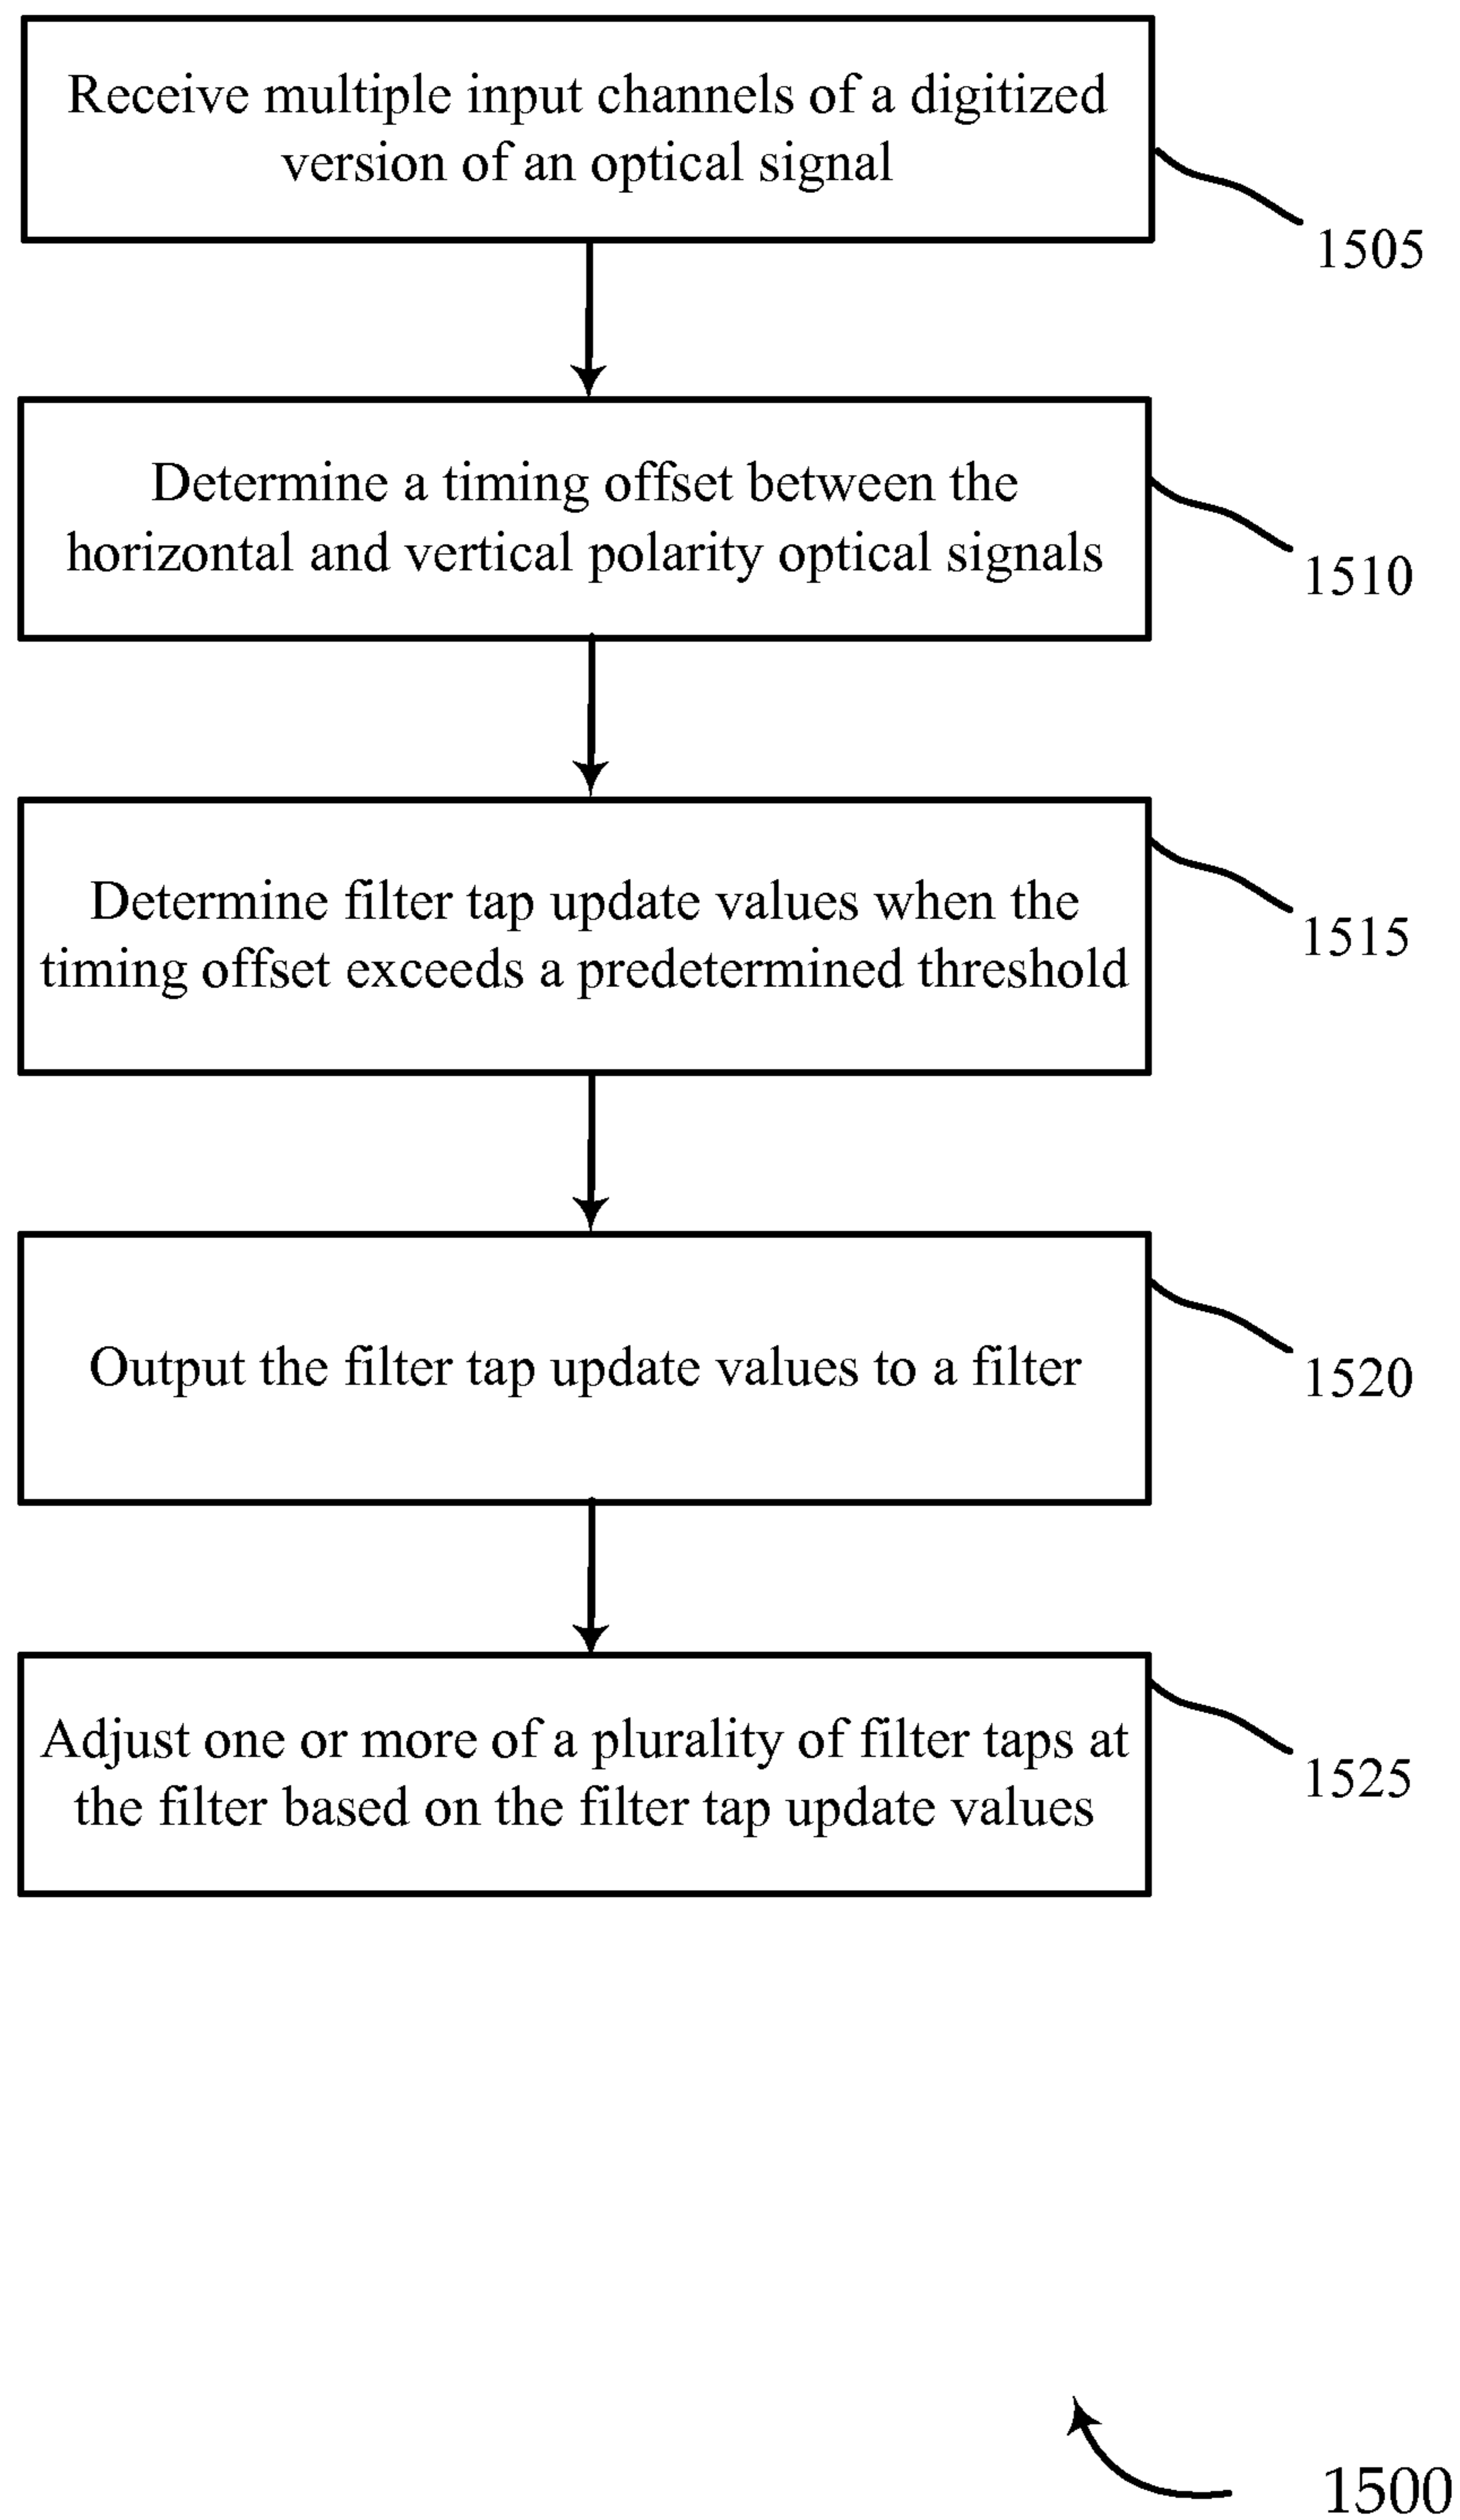 Receive multiple input channels of a digitized
version of an optical signal
1505
Determine a timing offset between the
horizontal and vertical polarity optical signals
1510
Determine filter tap update values when the
timing offset exceeds a predetermined threshold
1515
Output the filter tap update values to a filter
1520
Adjust one or more of a plurality of filter taps at
the filter based on the filter tap update values
1525
1500